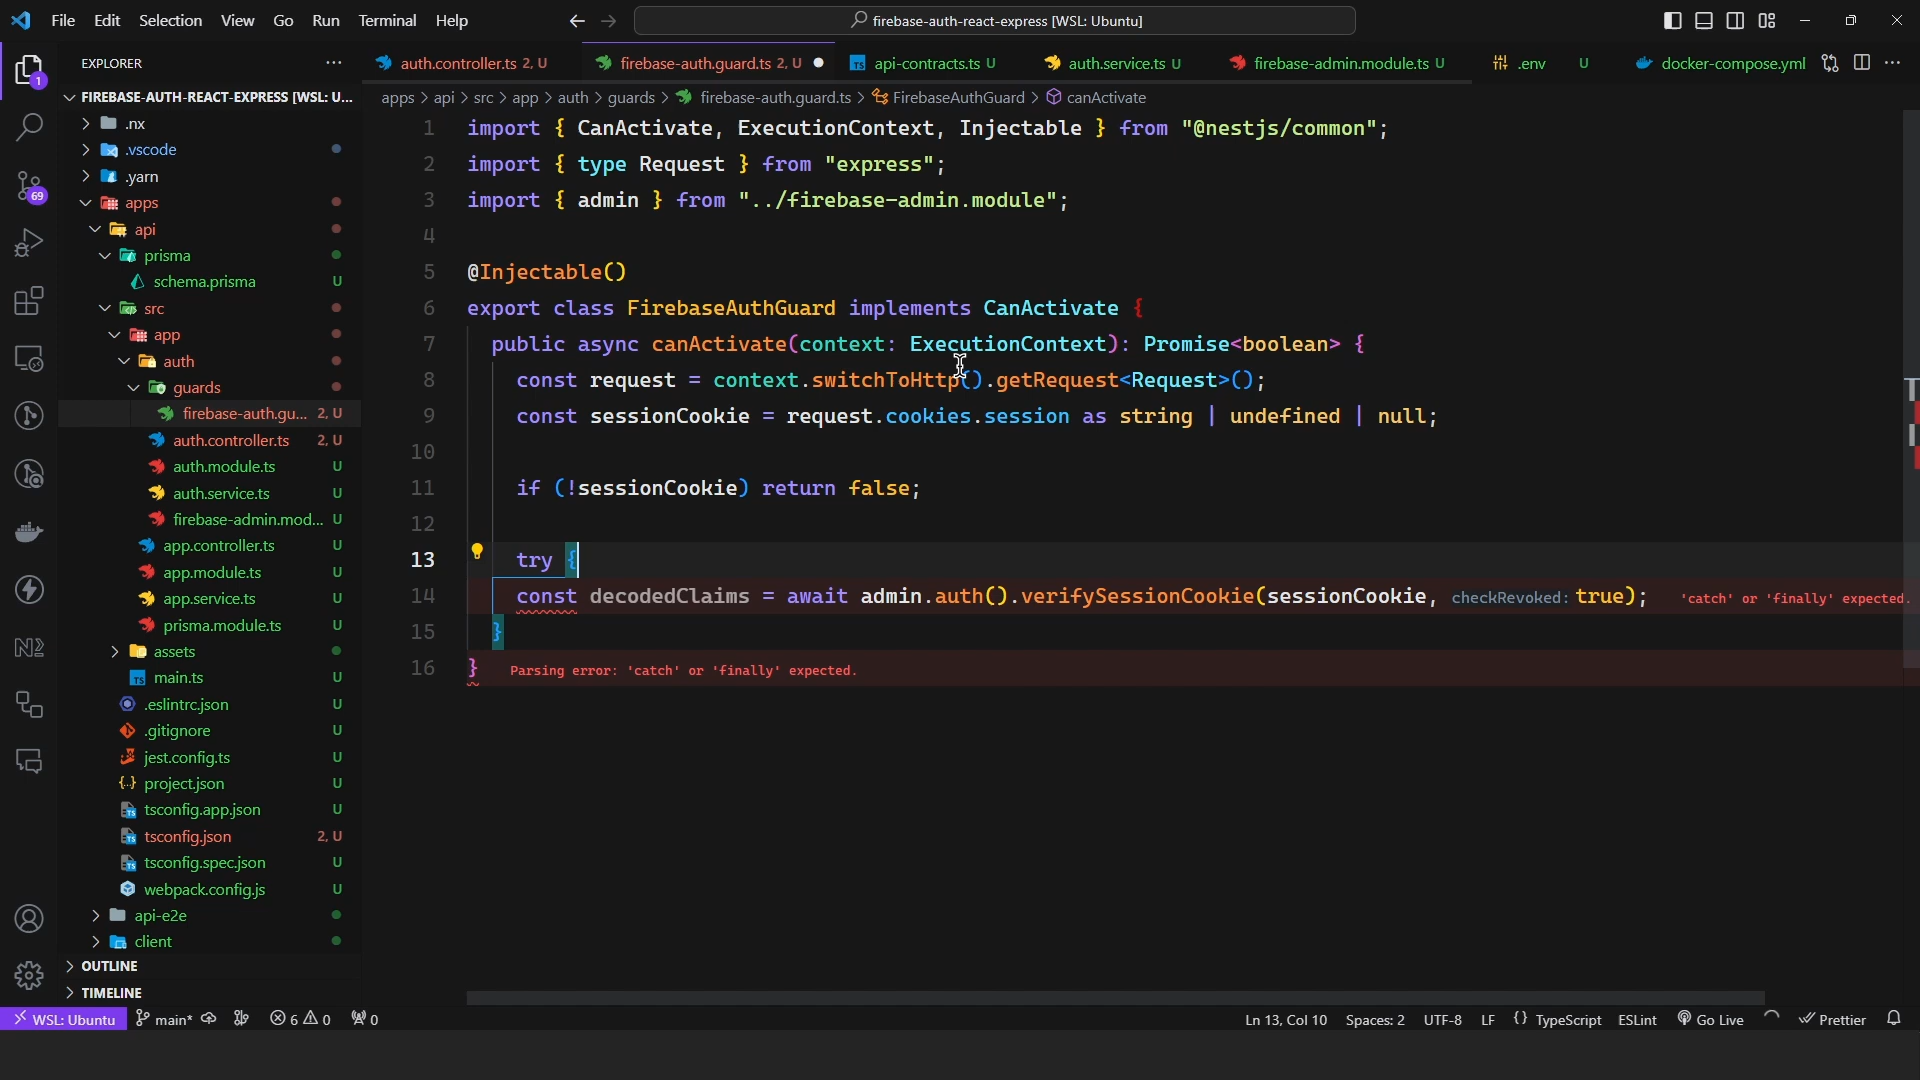 File Edit Selection View Go Run Terminal Help
firebase-auth-react-express [WSL: Ubuntu]
EXPLORER
auth.controller.ts 2, U
firebase-auth.guard.ts 2, U
api-contracts.ts U
auth.service.ts U
firebase-admin.module.ts U
.env U
docker-compose.yml
1
FIREBASE-AUTH-REACT-EXPRESS [WSL: U...
apps > api > src > app > auth > guards > firebase-auth.guard.ts > FirebaseAuthGuard > canActivate
.nx
.vscode
.yarn
69
apps
api
prisma
schema.prisma U
src
app
auth
guards
firebase-auth.gu... 2, U
auth.controller.ts 2, U
auth.module.ts U
auth.service.ts U
firebase-admin.mod... U
app.controller.ts U
app.module.ts U
app.service.ts U
prisma.module.ts U
assets
main.ts U
.eslintrc.json U
.gitignore U
jest.config.ts U
project.json U
tsconfig.app.json U
tsconfig.json 2, U
tsconfig.spec.json U
webpack.config.js U
api-e2e
client
OUTLINE
TIMELINE
1 import { CanActivate, ExecutionContext, Injectable } from "@nestjs/common";
2 import { type Request } from "express";
3 import { admin } from "../firebase-admin.module";
4
5 @Injectable()
6 export class FirebaseAuthGuard implements CanActivate {
7 public async canActivate(context: ExecutionContext): Promise<boolean> {
8 const request = context.switchToHttp().getRequest<Request>();
9 const sessionCookie = request.cookies.session as string | undefined | null;
10
11 if (!sessionCookie) return false;
12
13 try {
14 const decodedClaims = await admin.auth().verifySessionCookie(sessionCookie, checkRevoked: true); 'catch' or 'finally' expected.
15 }
16 } Parsing error: 'catch' or 'finally' expected.
WSL: Ubuntu main* 6 0 0 Ln 13, Col 10 Spaces: 2 UTF-8 LF {} TypeScript ESLint Go Live Prettier